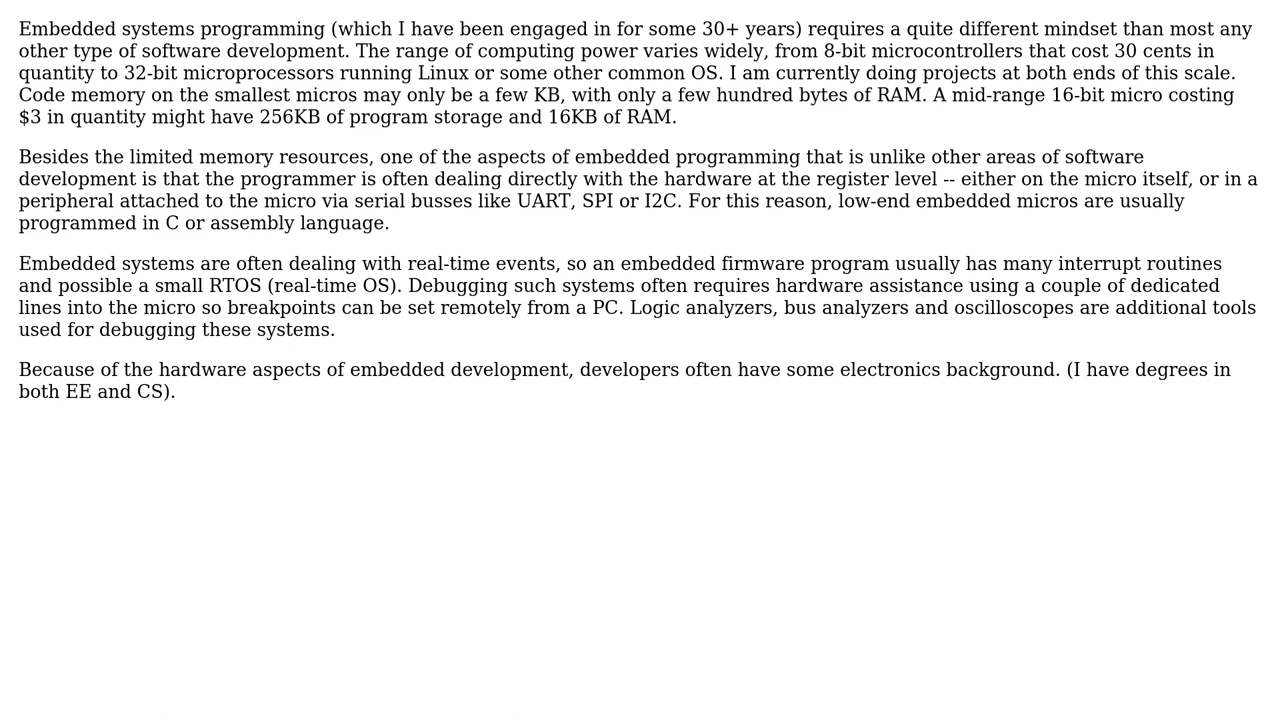 Embedded systems programming (which I have been engaged in for some 30+ years) requires a quite different mindset than most any
other type of software development. The range of computing power varies widely, from 8-bit microcontrollers that cost 30 cents in
quantity to 32-bit microprocessors running Linux or some other common OS. I am currently doing projects at both ends of this scale.
Code memory on the smallest micros may only be a few KB, with only a few hundred bytes of RAM. A mid-range 16-bit micro costing
$3 in quantity might have 256KB of program storage and 16KB of RAM.
Besides the limited memory resources, one of the aspects of embedded programming that is unlike other areas of software
development is that the programmer is often dealing directly with the hardware at the register level -- either on the micro itself, or in a
peripheral attached to the micro via serial busses like UART, SPI or I2C. For this reason, low-end embedded micros are usually
programmed in C or assembly language.
Embedded systems are often dealing with real-time events, so an embedded firmware program usually has many interrupt routines
and possible a small RTOS (real-time OS). Debugging such systems often requires hardware assistance using a couple of dedicated
lines into the micro so breakpoints can be set remotely from a PC. Logic analyzers, bus analyzers and oscilloscopes are additional tools
used for debugging these systems.
Because of the hardware aspects of embedded development, developers often have some electronics background. (I have degrees in
both EE and CS).